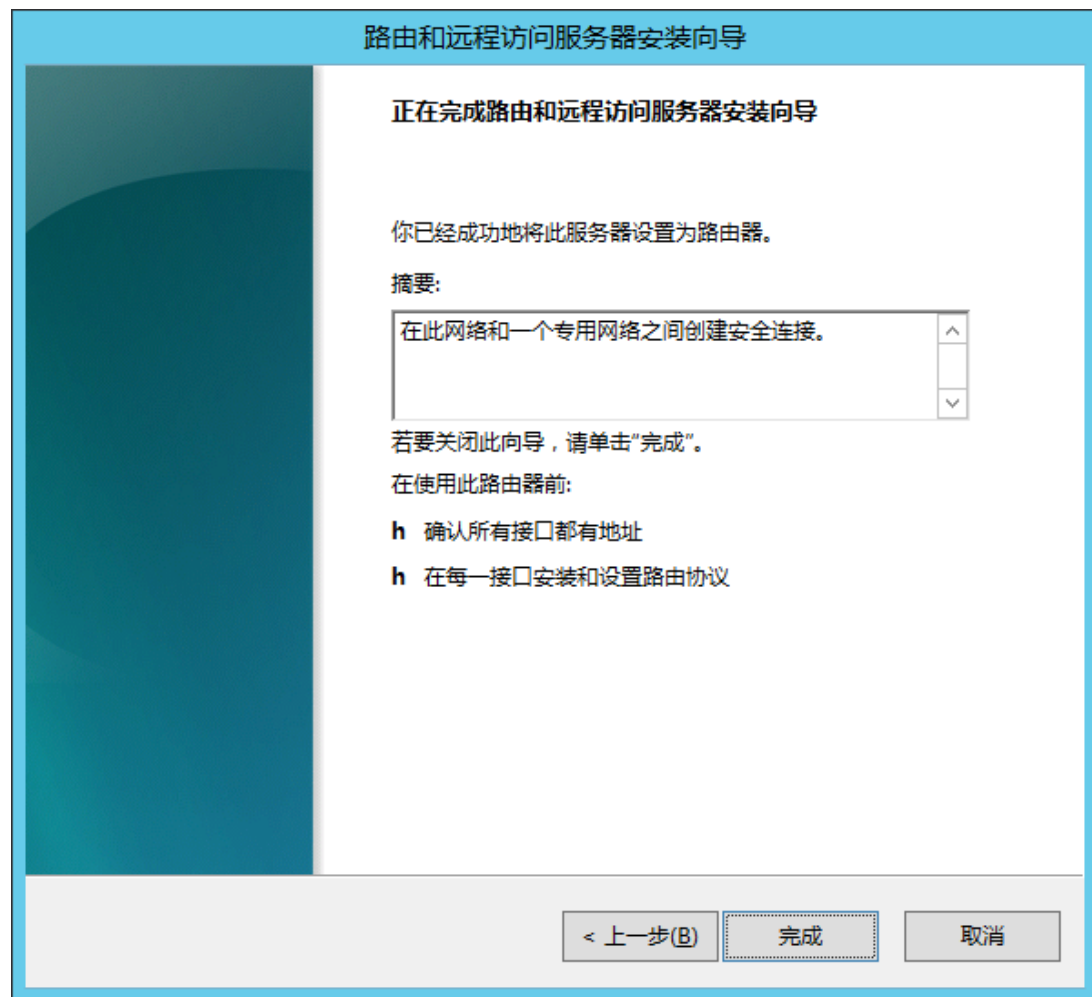 路由和远程访问服务器安装向导
正在完成路由和远程访问服务器安装向导
你已经成功地将此服务器设置为路由器。
摘要:
在此网络和一个专用网络之间创建安全连接。
若要关闭此向导，请单击“完成”。
在使用此路由器前:
h 确认所有接口都有地址
h 在每一接口安装和设置路由协议
< 上一步(B) 完成 取消